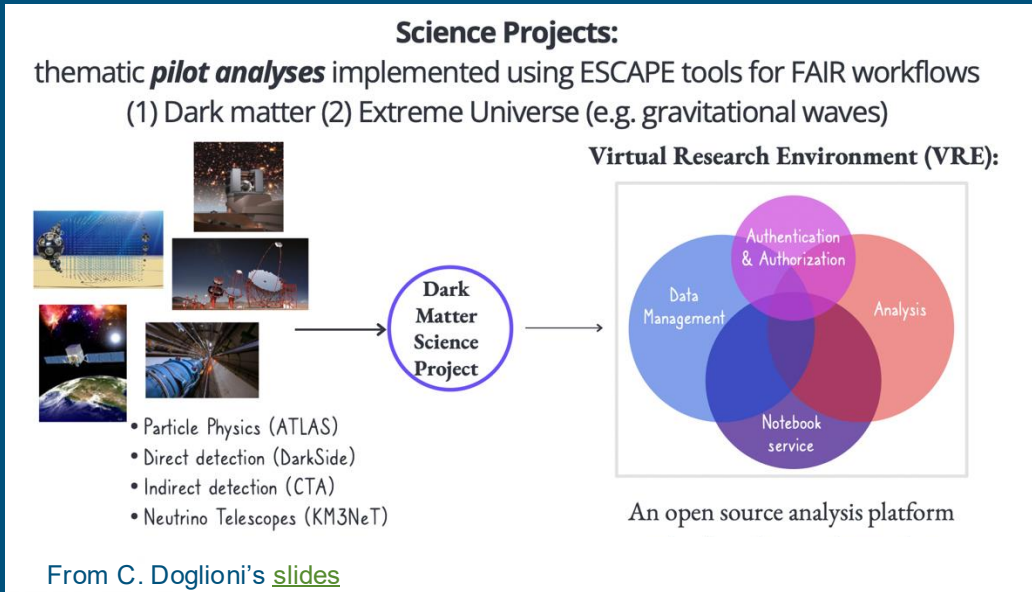 Science Projects:
thematic pilot analyses implemented using ESCAPE tools for FAIR workflows
(1) Dark matter (2) Extreme Universe (e.g. gravitational waves)
Virtual Research Environment (VRE):
Dark
Matter
Science
Project
Authentication
& Authorization
Data
Management
Analysis
Notebook
service
• Particle Physics (ATLAS)
• Direct detection (DarkSide)
• Indirect detection (CTA)
• Neutrino Telescopes (KM3NeT)
An open source analysis platform
From C. Doglioni's slides